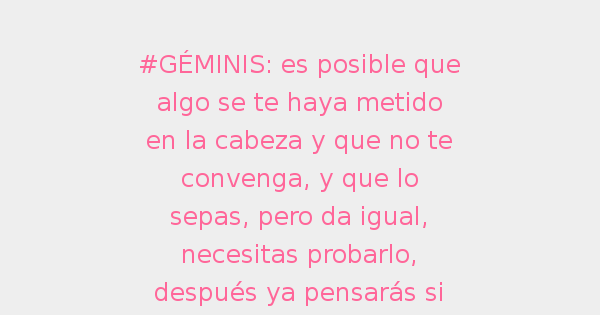 #GÉMINIS: es posible que
algo se te haya metido
en la cabeza y que no te
convenga, y que lo
sepas, pero da igual,
necesitas probarlo,
después ya pensarás si